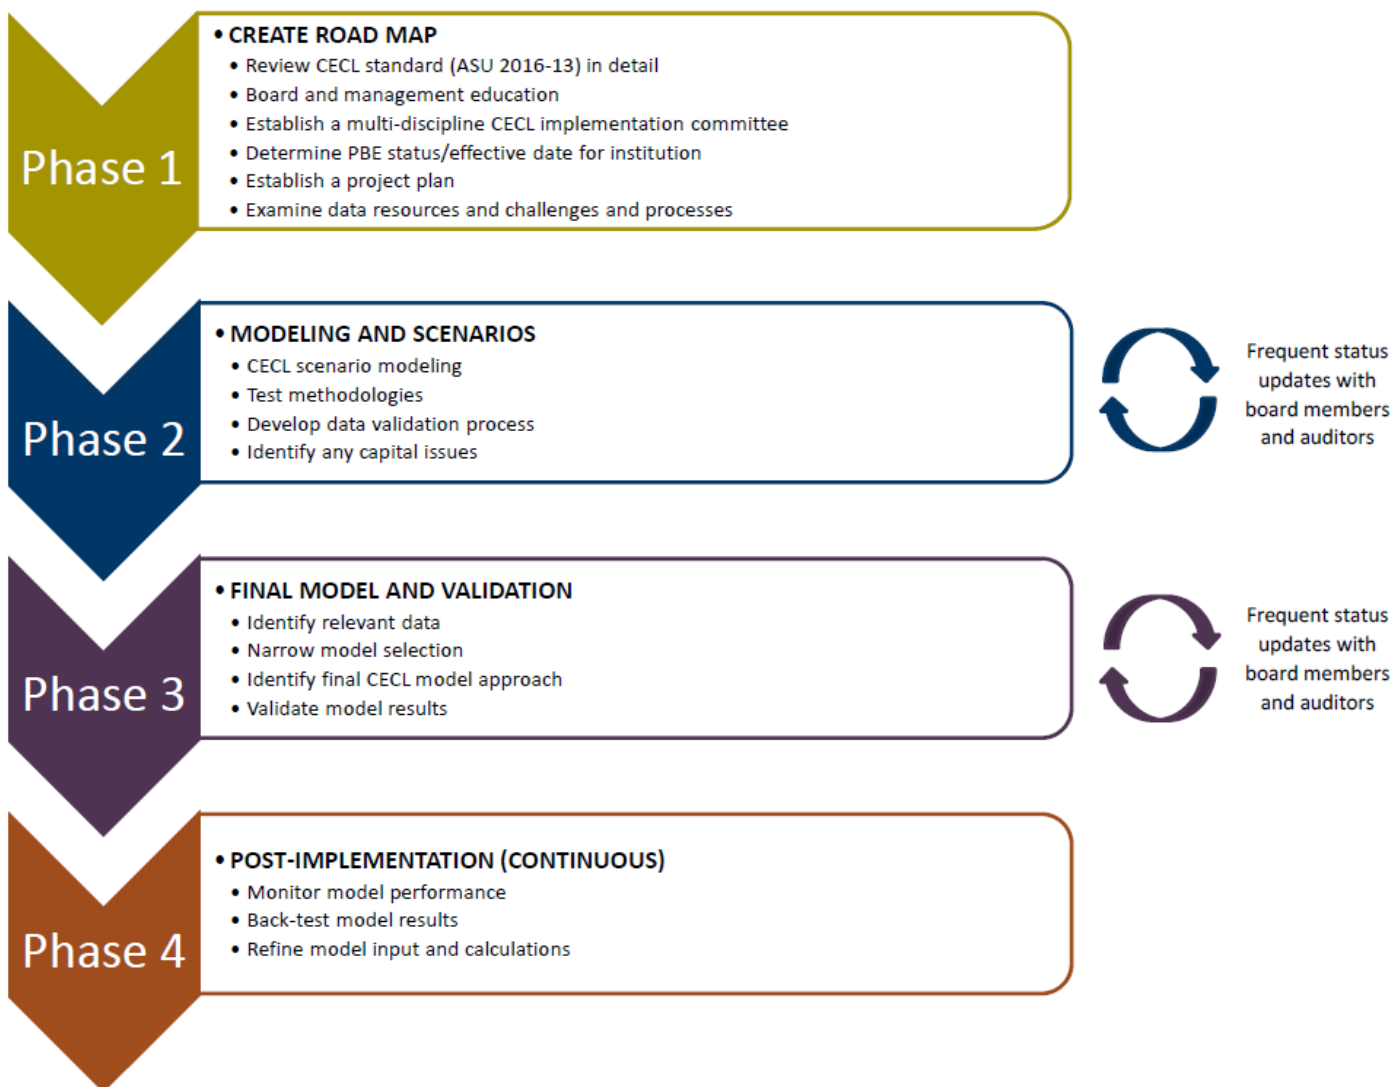 Phase 1
• CREATE ROAD MAP
• Review CECL standard (ASU 2016-13) in detail
• Board and management education
• Establish a multi-discipline CECL implementation committee
• Determine PBE status/effective date for institution
• Establish a project plan
• Examine data resources and challenges and processes
Phase 2
• MODELING AND SCENARIOS
• CECL scenario modeling
• Test methodologies
• Develop data validation process
• Identify any capital issues
Frequent status
updates with
board members
and auditors
Phase 3
• FINAL MODEL AND VALIDATION
• Identify relevant data
• Narrow model selection
• Identify final CECL model approach
• Validate model results
Frequent status
updates with
board members
and auditors
Phase 4
• POST-IMPLEMENTATION (CONTINUOUS)
• Monitor model performance
• Back-test model results
• Refine model input and calculations